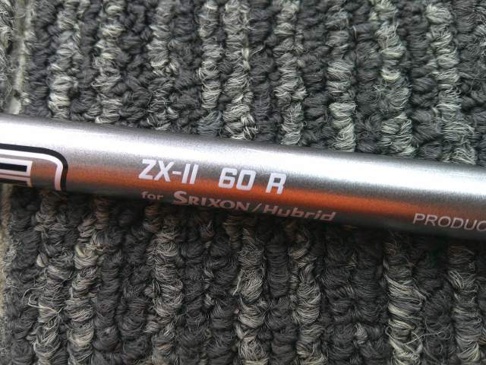 ZX-II 60 R
for SRIXON/Hybrid
PRODUC